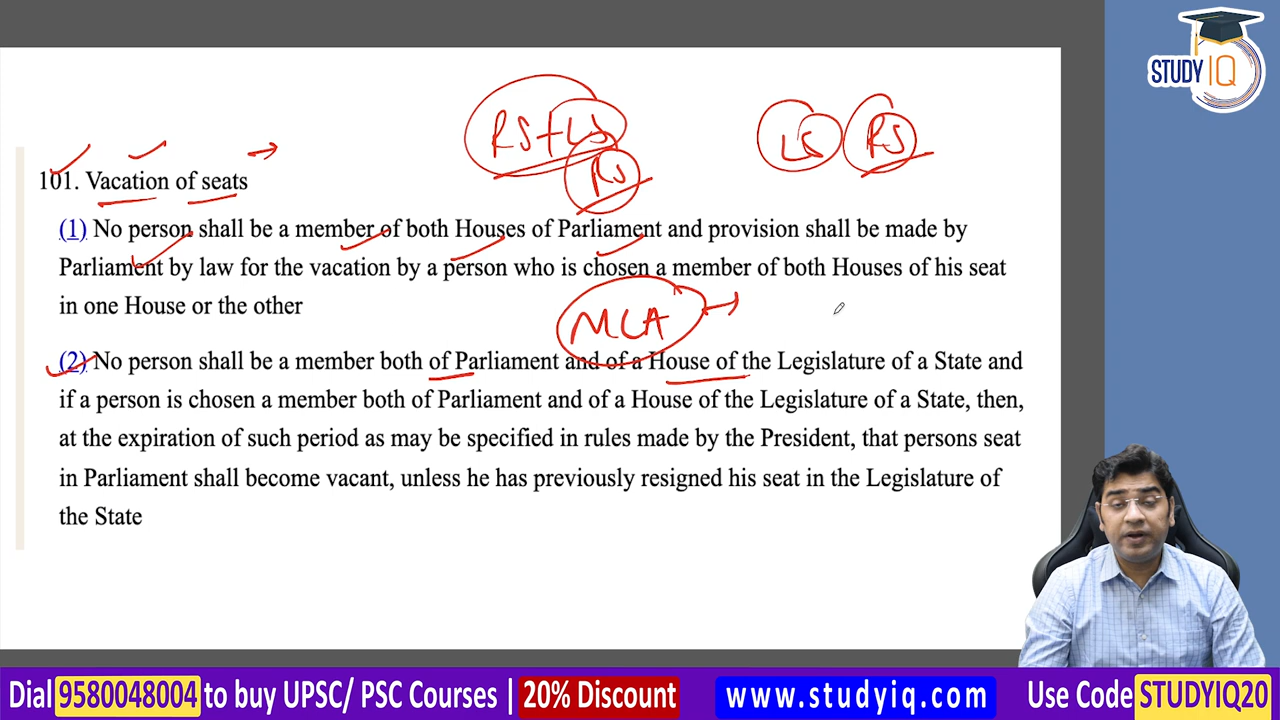 STUDY IQ
RS+LS
RS
LS RS
101. Vacation of seats
(1) No person shall be a member of both Houses of Parliament and provision shall be made by
Parliament by law for the vacation by a person who is chosen a member of both Houses of his seat
in one House or the other
MLA
(2) No person shall be a member both of Parliament and of a House of the Legislature of a State and
if a person is chosen a member both of Parliament and of a House of the Legislature of a State, then,
at the expiration of such period as may be specified in rules made by the President, that persons seat
in Parliament shall become vacant, unless he has previously resigned his seat in the Legislature of
the State
Dial 9580048004 to buy UPSC/ PSC Courses | 20% Discount www.studyiq.com Use Code STUDYIQ20